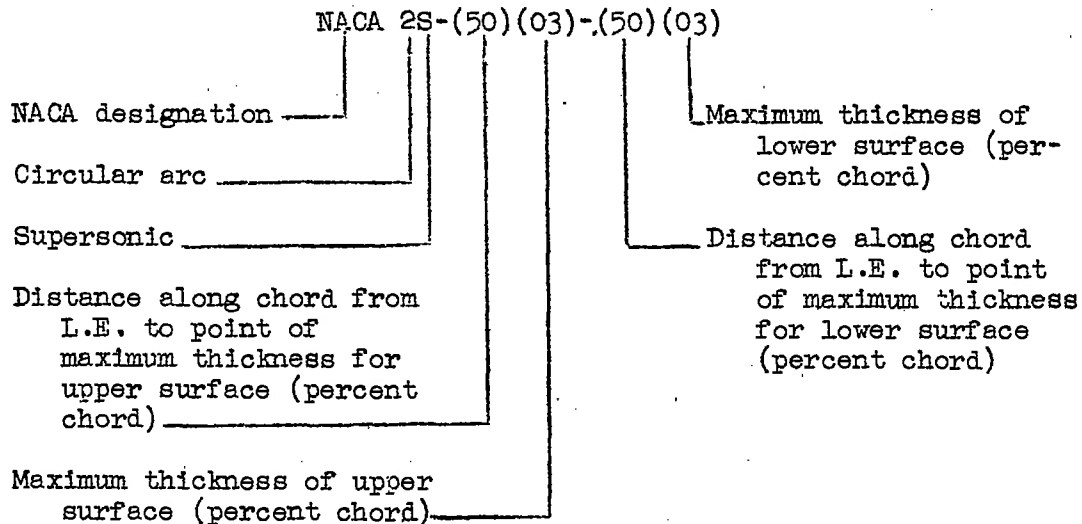 NACA 2S-(50)(03)-(50)(03)
NACA designation
Circular arc
Supersonic
Distance along chord from
L.E. to point of
maximum thickness for
upper surface (percent
chord)
Maximum thickness of upper
surface (percent chord)
Maximum thickness of
lower surface (per-
cent chord)
Distance along chord
from L.E. to point
of maximum thickness
for lower surface
(percent chord)